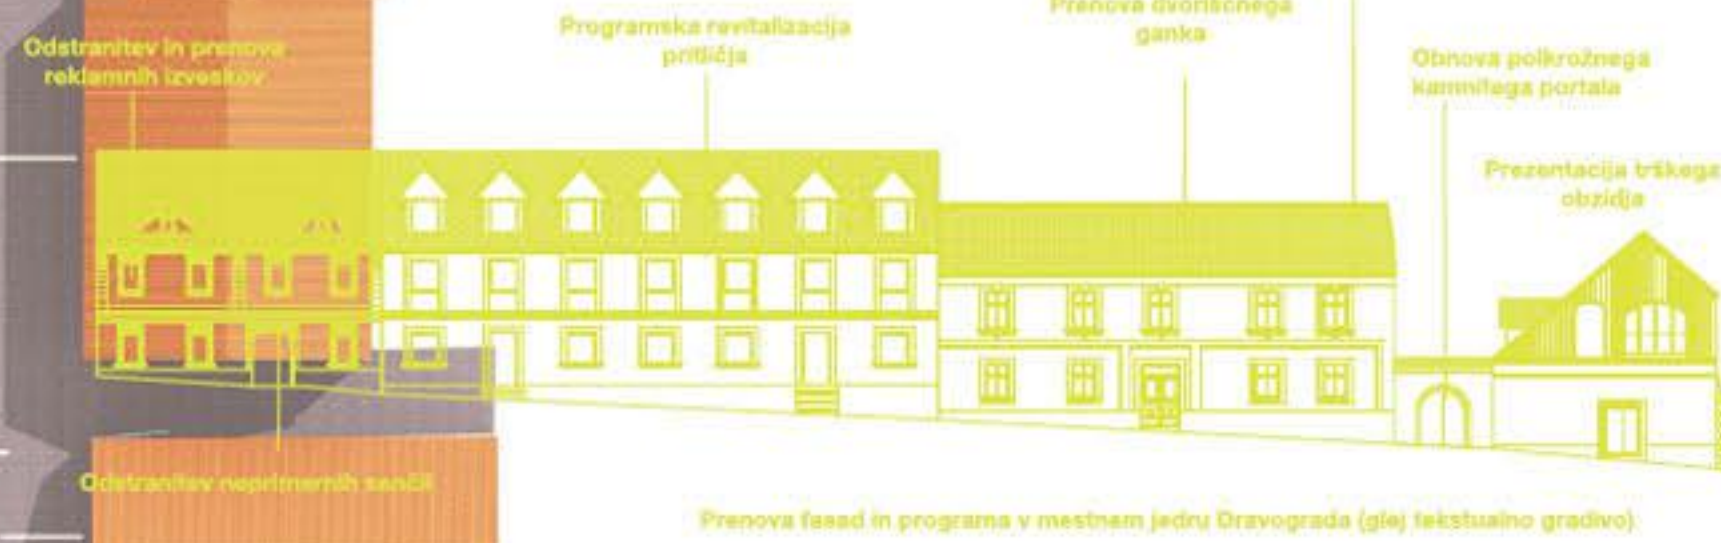 Odstranitev in prenova
reklamnih izveskov
Programska revitalizacija
pritličja
Prenova dvoriščnega
ganka
Obnova polkrožnega
kamnitega portala
Prezentacija trškega
obzidja
Odstranitev neprimernih senčil
Prenova fasad in programa v mestnem jedru Dravograda (glej tekstualno gradivo)